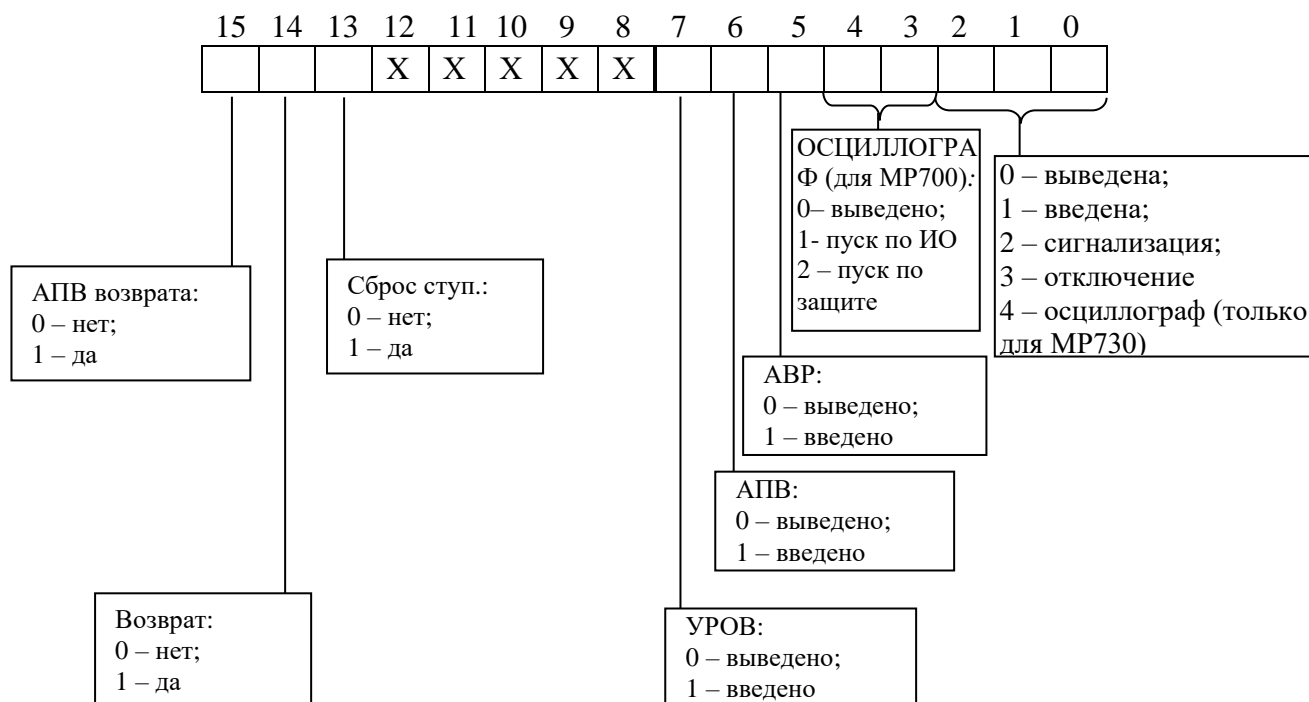 15 14 13 12 11 10 9 8 7 6 5 4 3 2 1 0
X X X X X
ОСЦИЛЛОГРА
Ф (для МР700):
0– выведено;
1- пуск по ИО
2 – пуск по
защите
0 – выведена;
1 – введена;
2 – сигнализация;
3 – отключение
4 – осциллограф (только
для МР730)
АПВ возврата:
0 – нет;
1 – да
Сброс ступ.:
0 – нет;
1 – да
АВР:
0 – выведено;
1 – введено
АПВ:
0 – выведено;
1 – введено
Возврат:
0 – нет;
1 – да
УРОВ:
0 – выведено;
1 – введено